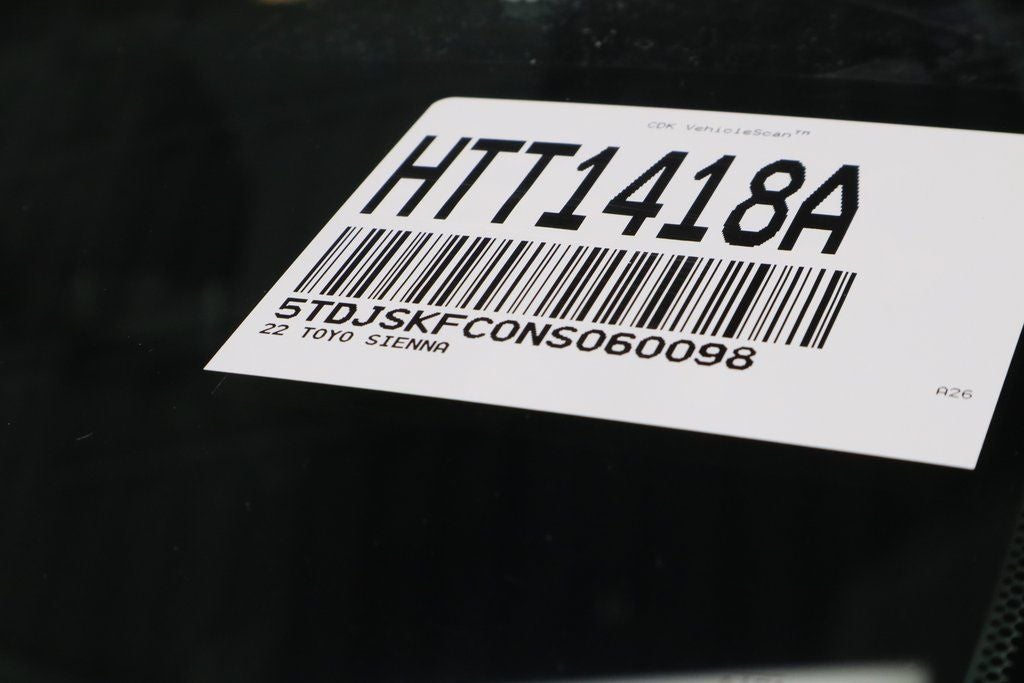 CDK VehicleScan™
HTT1418A
5TDJSKFC0NS060098
22 TOYO SIENNA
A26